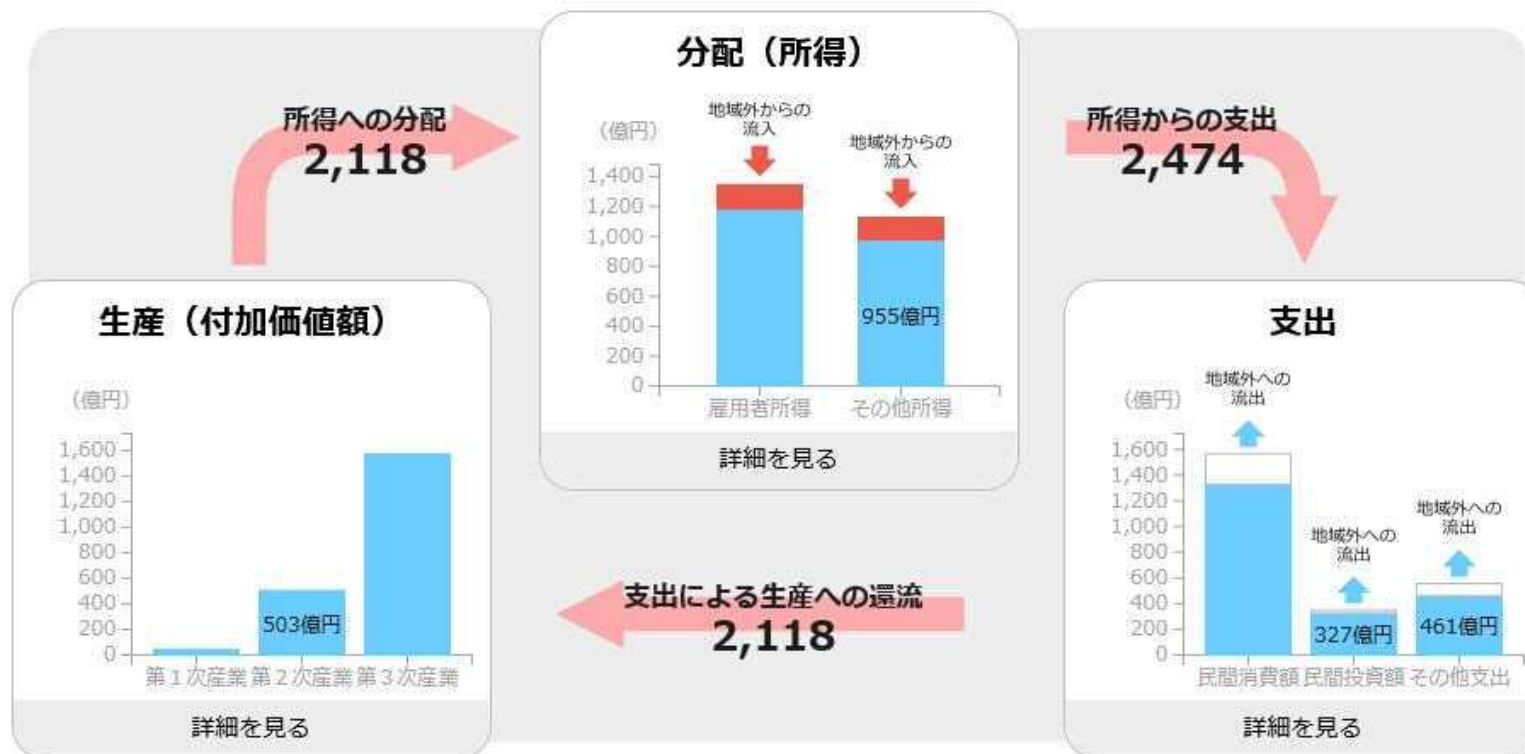 分配（所得）
所得への分配
2,118
（億円）
地域外からの
流入
地域外からの
流入
1,400
1,200
1,000
800
600
400
200
0
955億円
雇用者所得
その他所得
詳細を見る
所得からの支出
2,474
生産（付加価値額）
（億円）
1,600
1,400
1,200
1,000
800
600
400
200
0
503億円
第１次産業
第２次産業
第３次産業
詳細を見る
支出による生産への還流
2,118
支出
（億円）
地域外への
流出
地域外への
流出
地域外への
流出
1,600
1,400
1,200
1,000
800
600
400
200
0
327億円
461億円
民間消費額
民間投資額
その他支出
詳細を見る